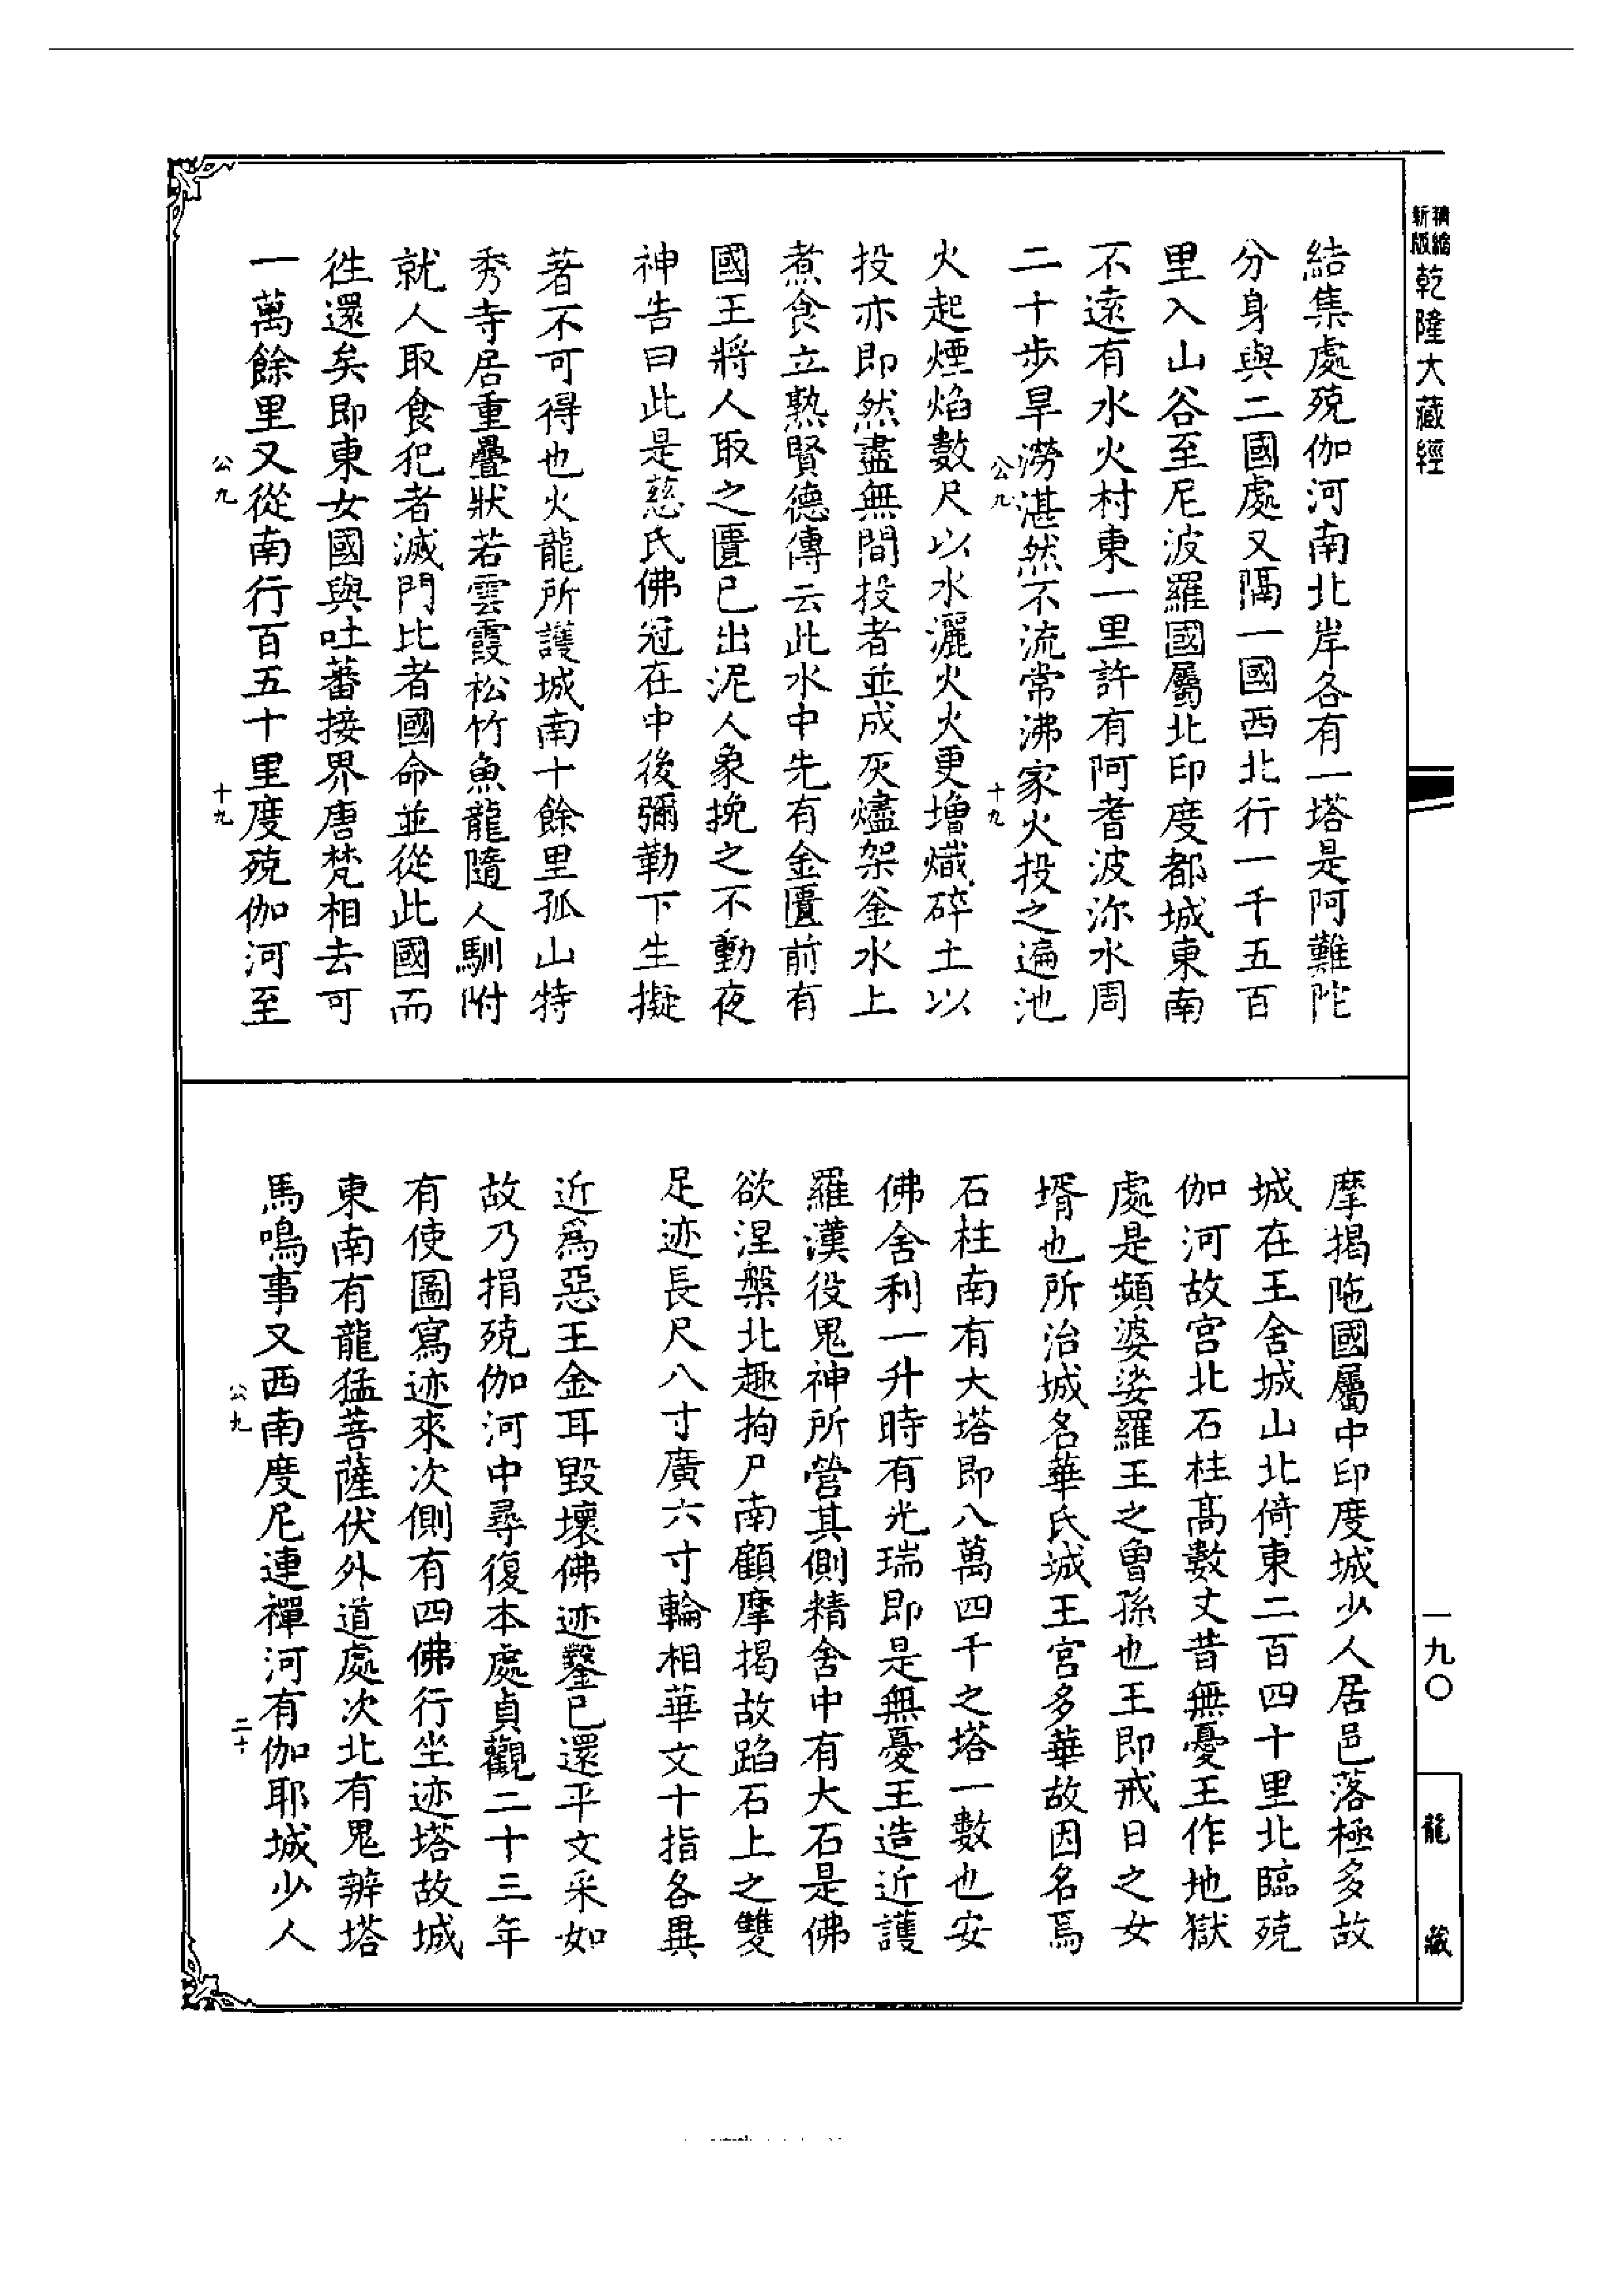 精縮新版
乾隆大藏經
結集處殑伽河南北岸各有一塔是阿難陀
分身與二國處又隔一國西北行一千五百
里入山谷至尼波羅國屬北印度都城東南
不遠有水火村東一里許有阿耆波沵水周
二十歩旱澇湛然不流常沸家火投之遍池
公九 十九
火起煙焰數尺以水灑火火更增熾碎土以
投亦即然盡無間投者並成灰燼架釜水上
煮食立熟賢德傳云此水中先有金匱前有
國王將人取之匱已出泥人象挽之不動夜
神告曰此是慈氏佛冠在中後彌勒下生擬
著不可得也火龍所護城南十餘里孤山特
秀寺居重疊狀若雲霞松竹魚龍隨人馴附
就人取食犯者滅門比者國命並從此國而
徃還矣即東女國與吐蕃接界唐梵相去可
一萬餘里又從南行百五十里度殑伽河至
公九 十九
摩揭陁國屬中印度城少人居邑落極多故
城在王舍城山北倚東二百四十里北臨殑
伽河故宮北石柱高數丈昔無憂王作地獄
處是頻婆娑羅王之曾孫也王即戒日之女
壻也所治城名華氏城王宮多華故因名焉
石柱南有大塔即八萬四千之塔一數也安
佛舍利一升時有光瑞即是無憂王造近護
羅漢役鬼神所營其側精舍中有大石是佛
欲涅槃北趣拘尸南顧摩揭故蹈石上之雙
足迹長尺八寸廣六寸輪相華文十指各異
近爲惡王金耳毀壞佛迹鑿已還平文采如
故乃捐殑伽河中尋復本處貞觀二十三年
有使圖寫迹來次側有四佛行坐迹塔故城
東南有龍猛菩薩伏外道處次北有鬼辯塔
馬鳴事又西南度尼連禪河有伽耶城少人
公九 二十
一九〇
龍藏